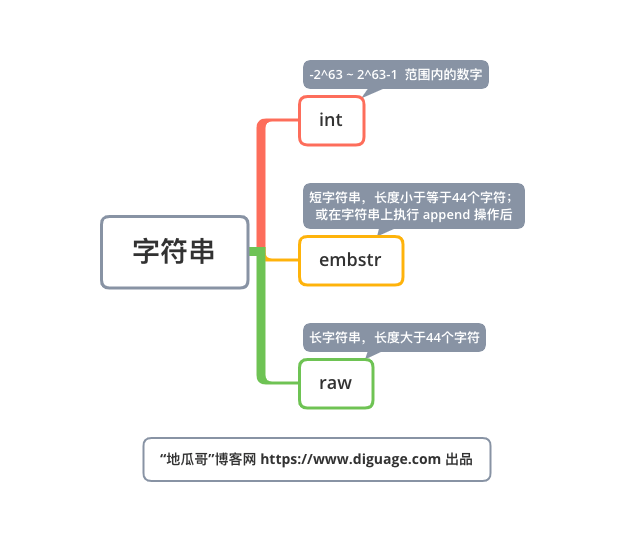 -2^63 ~ 2^63-1 范围内的数字
int
短字符串，长度小于等于44个字符；
或在字符串上执行 append 操作后
字符串
embstr
长字符串，长度大于44个字符
raw
“地瓜哥”博客网 https://www.diguage.com 出品